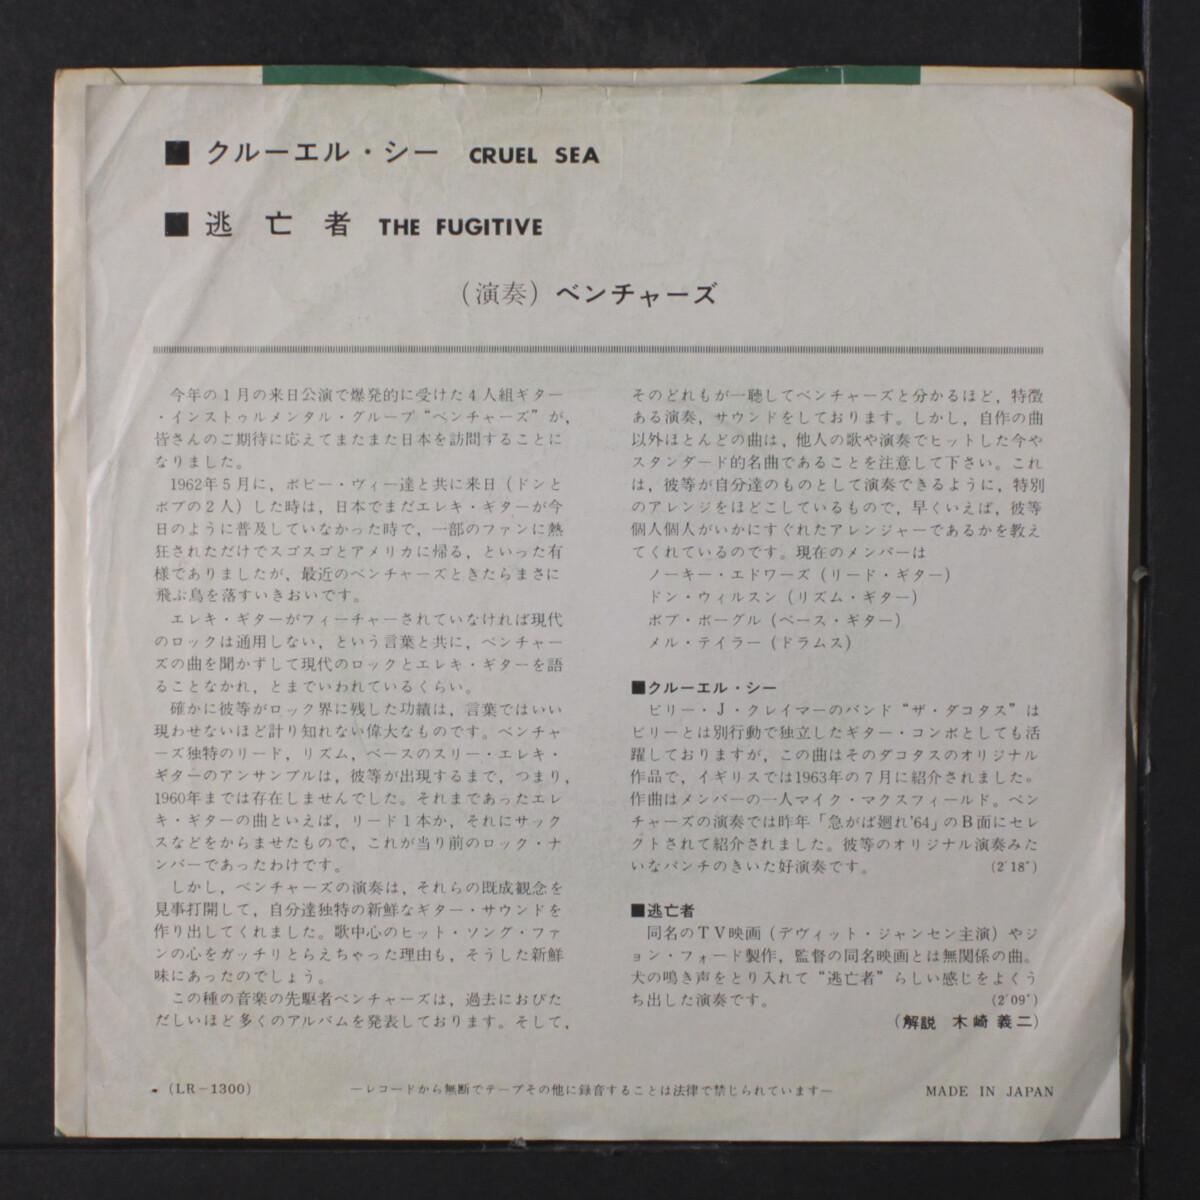 ■ クルーエル・シー CRUEL SEA
■ 逃亡者 THE FUGITIVE
(演奏) ベンチャーズ
今年の1月の来日公演で爆発的に受けた4人組ギター
・インストゥルメンタル・グループ“ベンチャーズ”が,
皆さんのご期待に応えてまたまた日本を訪問することに
なりました。
1962年5月に, ボビー・ヴィー達と共に来日 (ドンと
ボブの2人) した時は, 日本でまだエレキ・ギターが今
日のように普及していなかった時で, 一部のファンに熱
狂されただけでスゴスゴとアメリカに帰る, といった有
様でありましたが, 最近のベンチャーズときたらまさに
飛ぶ鳥を落すいきおいです。
エレキ・ギターがフィーチャーされていなければ現代
のロックは通用しない, という言葉と共に, ベンチャー
ズの曲を聞かずして現代のロックとエレキ・ギターを語
ることなかれ, とまでいわれているくらい。
確かに彼等がロック界に残した功績は, 言葉ではいい
現わせないほど計り知れない偉大なものです。ベンチャ
ーズ独特のリード, リズム, ベースのスリー・エレキ・
ギターのアンサンブルは, 彼等が出現するまで, つまり,
1960年までは存在しませんでした。それまであったエレ
キ・ギターの曲といえば, リード1本か, それにサック
スなどをからませたもので, これが当り前のロック・ナ
ンバーであったわけです。
しかし, ベンチャーズの演奏は, それらの既成観念を
見事打開して, 自分達独特の新鮮なギター・サウンドを
作り出してくれました。歌中心のヒット・ソング・ファ
ンの心をガッチリとらえちゃった理由も, そうした新鮮
味にあったのでしょう。
この種の音楽の先駆者ベンチャーズは, 過去におびた
だしいほど多くのアルバムを発表しております。そして,
そのどれもが一聴してベンチャーズと分かるほど, 特徴
ある演奏, サウンドをしております。しかし, 自作の曲
以外ほとんどの曲は, 他人の歌や演奏でヒットした今や
スタンダード的名曲であることを注意して下さい。これ
は, 彼等が自分達のものとして演奏できるように, 特別
のアレンジをほどこしているもので, 早くいえば, 彼等
個人個人がいかにすぐれたアレンジャーであるかを教え
てくれているのです。現在のメンバーは
ノーキー・エドワーズ (リード・ギター)
ドン・ウィルスン (リズム・ギター)
ボブ・ボーグル (ベース・ギター)
メル・テイラー (ドラムス)
■クルーエル・シー
ビリー・J・クレイマーのバンド“ザ・ダコタス”は
ビリーとは別行動で独立したギター・コンボとしても活
躍しておりますが, この曲はそのダコタスのオリジナル
作品で, イギリスでは1963年の7月に紹介されました。
作曲はメンバーの一人マイク・マクスフィールド。ベン
チャーズの演奏では昨年「急がば廻れ'64」のB面にセレ
クトされて紹介されました。彼等のオリジナル演奏みた
いなパンチのきいた好演奏です。 (2′18″)
■逃亡者
同名のTV映画 (デヴィット・ジャンセン主演) やジ
ョン・フォード製作, 監督の同名映画とは無関係の曲。
犬の鳴き声をとり入れて“逃亡者”らしい感じをよくう
ち出した演奏です。 (2′09″)
(解説 木崎義二)
(LR-1300)
―レコードから無断でテープその他に録音することは法律で禁じられています―
MADE IN JAPAN